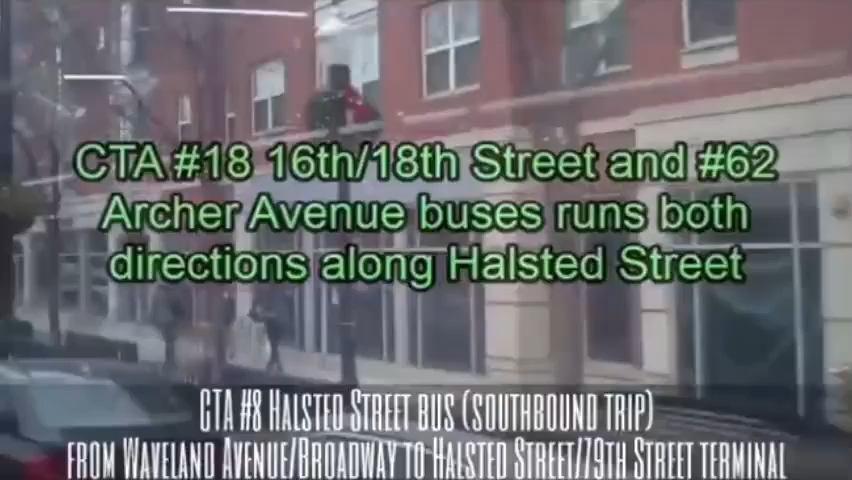 CTA #18 16th/18th Street and #62
Archer Avenue buses runs both
directions along Halsted Street
CTA #8 Halsted Street bus (southbound trip)
from Waveland Avenue/Broadway to Halsted Street/79th Street terminal